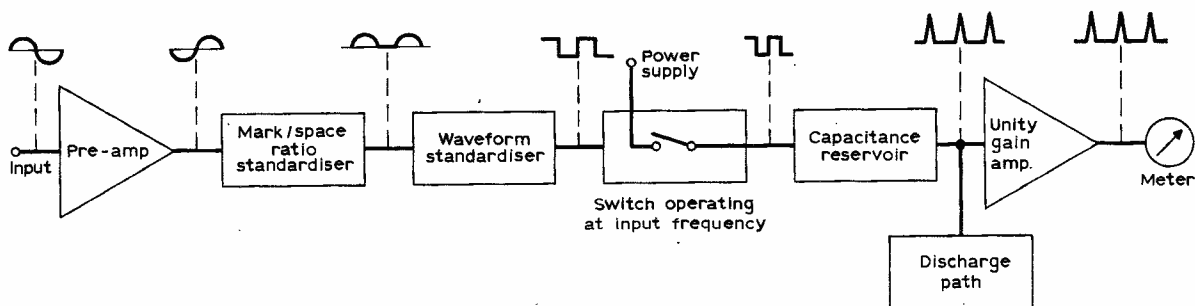 Input
Pre-amp
Mark/space
ratio
standardiser
Waveform
standardiser
Power
supply
Switch operating
at input frequency
Capacitance
reservoir
Discharge
path
Unity
gain
amp.
Meter